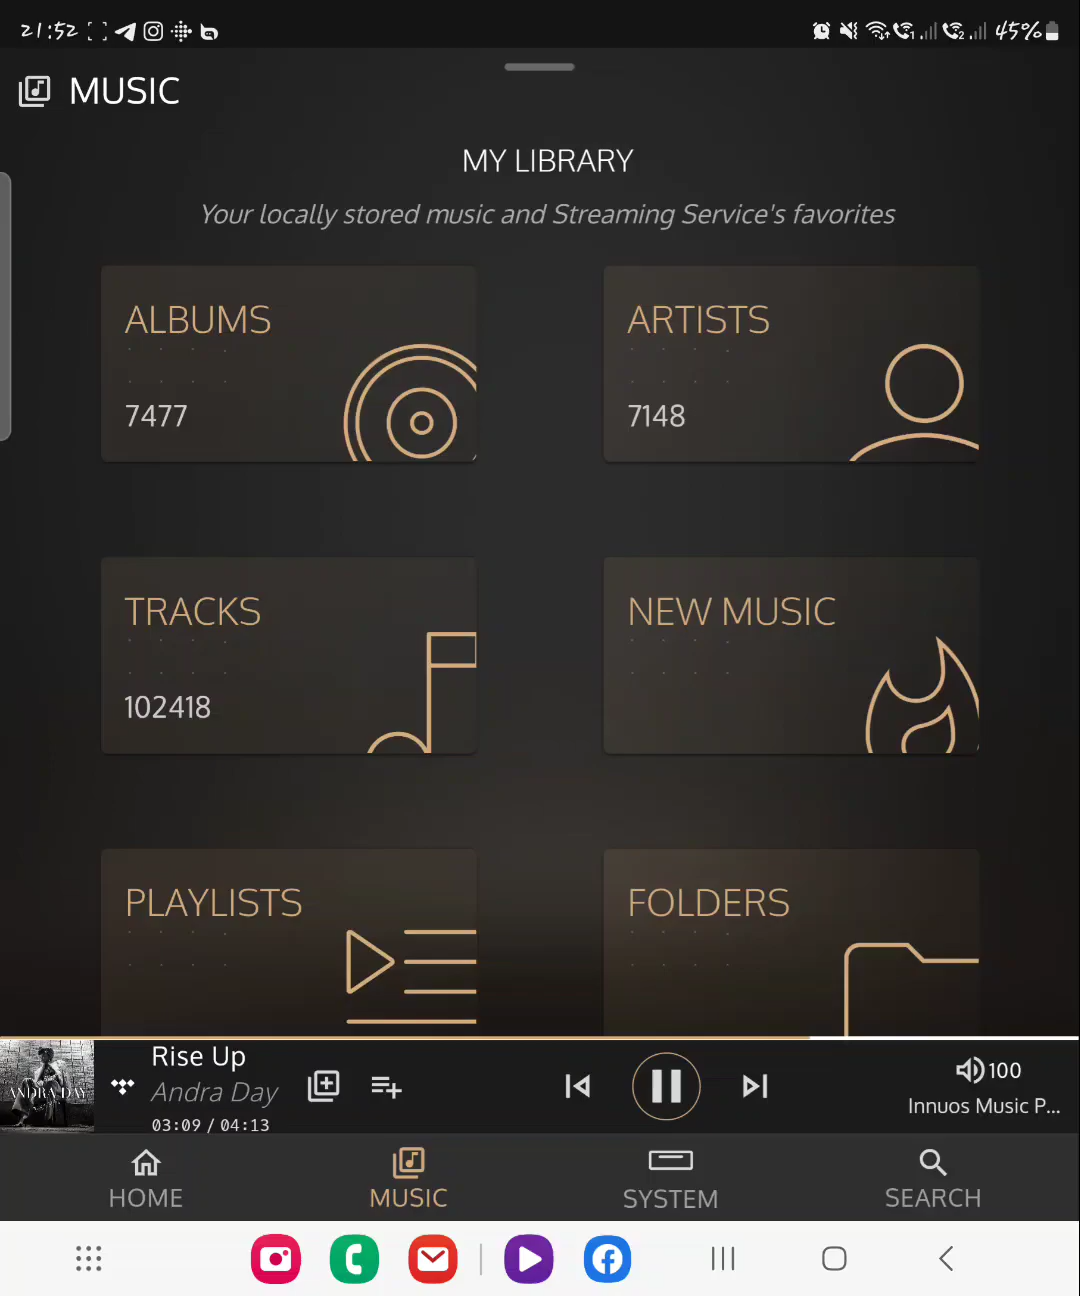 21:52
45%
MUSIC
MY LIBRARY
Your locally stored music and Streaming Service's favorites
ALBUMS
7477
ARTISTS
7148
TRACKS
102418
NEW MUSIC
PLAYLISTS
FOLDERS
ANDRA DAY
Rise Up
Andra Day
03:09 / 04:13
100
Innuos Music P...
HOME
MUSIC
SYSTEM
SEARCH